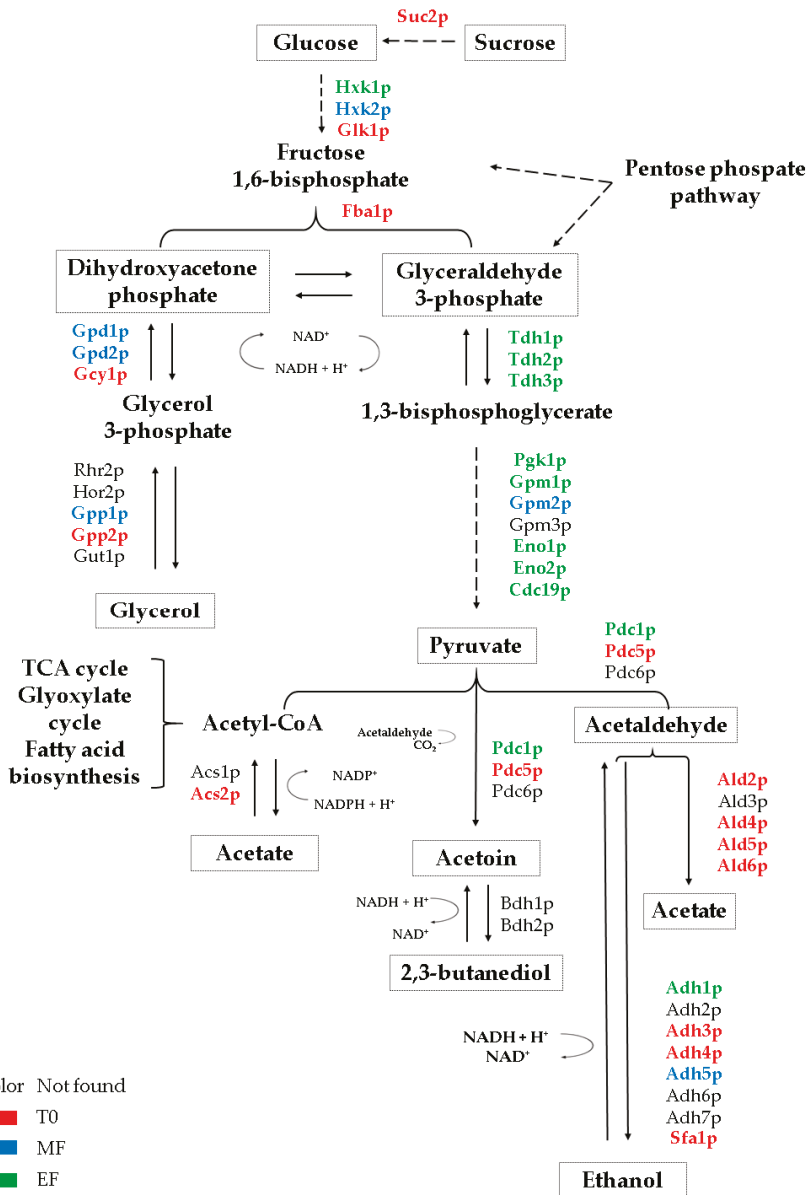 Suc2p
Glucose
Sucrose
Hxk1p
Hxk2p
Glk1p
Fructose
1,6-bisphosphate
Pentose phospate
pathway
Fba1p
Dihydroxyacetone
phosphate
Glyceraldehyde
3-phosphate
Gpd1p
Gpd2p
Gcy1p
NAD⁺
NADH + H⁺
Tdh1p
Tdh2p
Tdh3p
Glycerol
3-phosphate
1,3-bisphosphoglycerate
Rhr2p
Hor2p
Gpp1p
Gpp2p
Gut1p
Pgk1p
Gpm1p
Gpm2p
Gpm3p
Eno1p
Eno2p
Cdc19p
Glycerol
Pyruvate
Pdc1p
Pdc5p
Pdc6p
TCA cycle
Glyoxylate
cycle
Fatty acid
biosynthesis
Acetyl-CoA
Acetaldehyde
CO₂
Acetaldehyde
Pdc1p
Pdc5p
Pdc6p
Acs1p
Acs2p
NADP⁺
NADPH + H⁺
Ald2p
Ald3p
Ald4p
Ald5p
Ald6p
Acetate
Acetoin
Acetate
NADH + H⁺
NAD⁺
Bdh1p
Bdh2p
2,3-butanediol
NADH + H⁺
NAD⁺
Adh1p
Adh2p
Adh3p
Adh4p
Adh5p
Adh6p
Adh7p
Sfa1p
Ethanol
lor Not found
T0
MF
EF